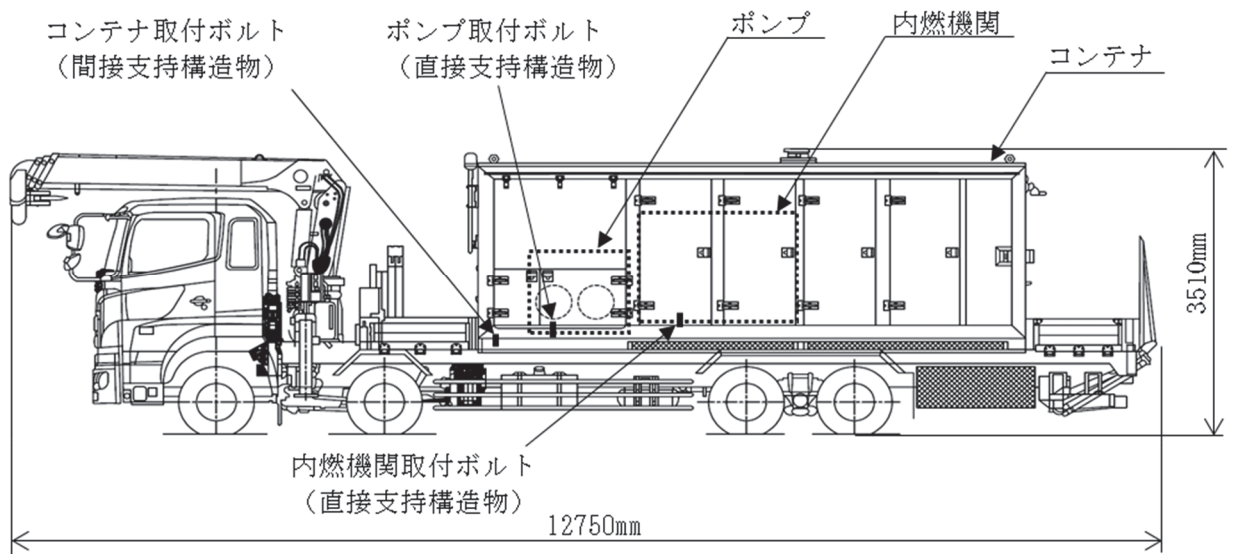 コンテナ取付ボルト
（間接支持構造物）
ポンプ取付ボルト
（直接支持構造物）
ポンプ
内燃機関
コンテナ
3510mm
内燃機関取付ボルト
（直接支持構造物）
12750mm